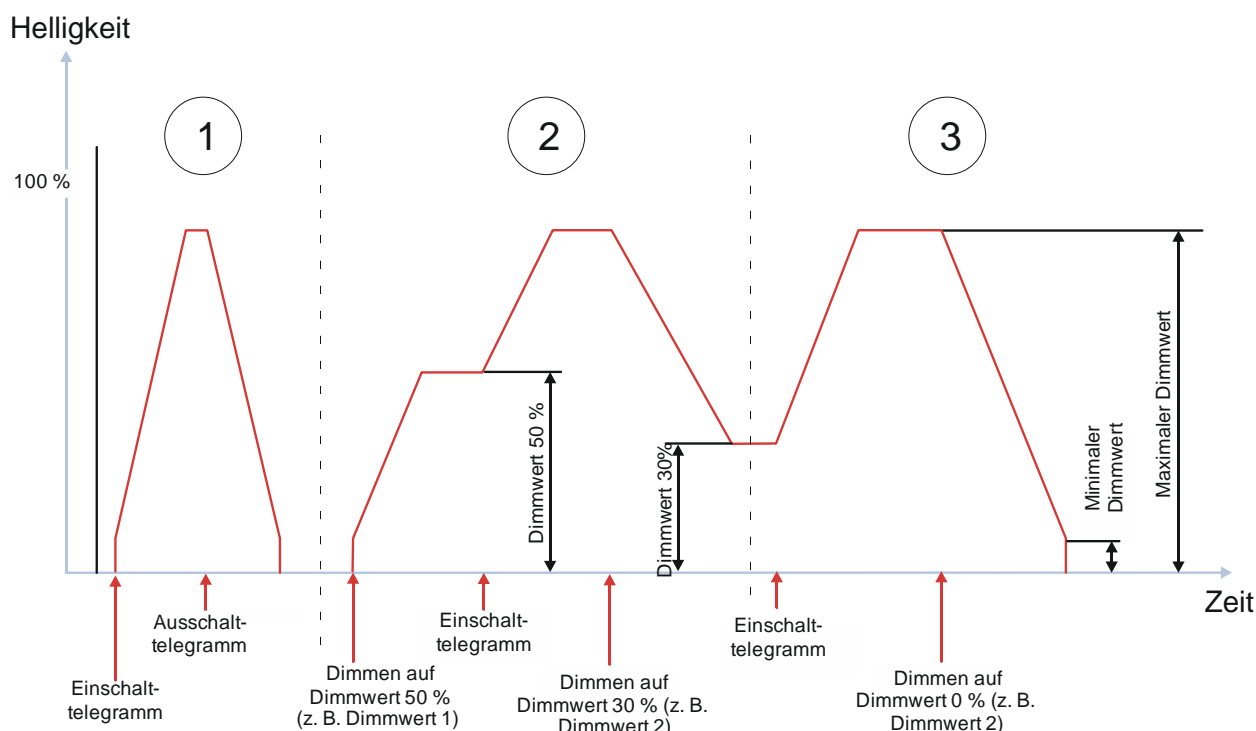 Helligkeit
1
2
3
100 %
Dimmwert 50 %
Dimmwert 30%
Minimaler
Dimmwert
Maximaler Dimmwert
Zeit
Ausschalt-
telegramm
Einschalt-
telegramm
Einschalt-
telegramm
Einschalt-
telegramm
Dimmen auf
Dimmwert 50 %
(z. B. Dimmwert 1)
Dimmen auf
Dimmwert 30 % (z. B.
Dimmwert 2)
Dimmen auf
Dimmwert 0 % (z. B.
Dimmwert 2)